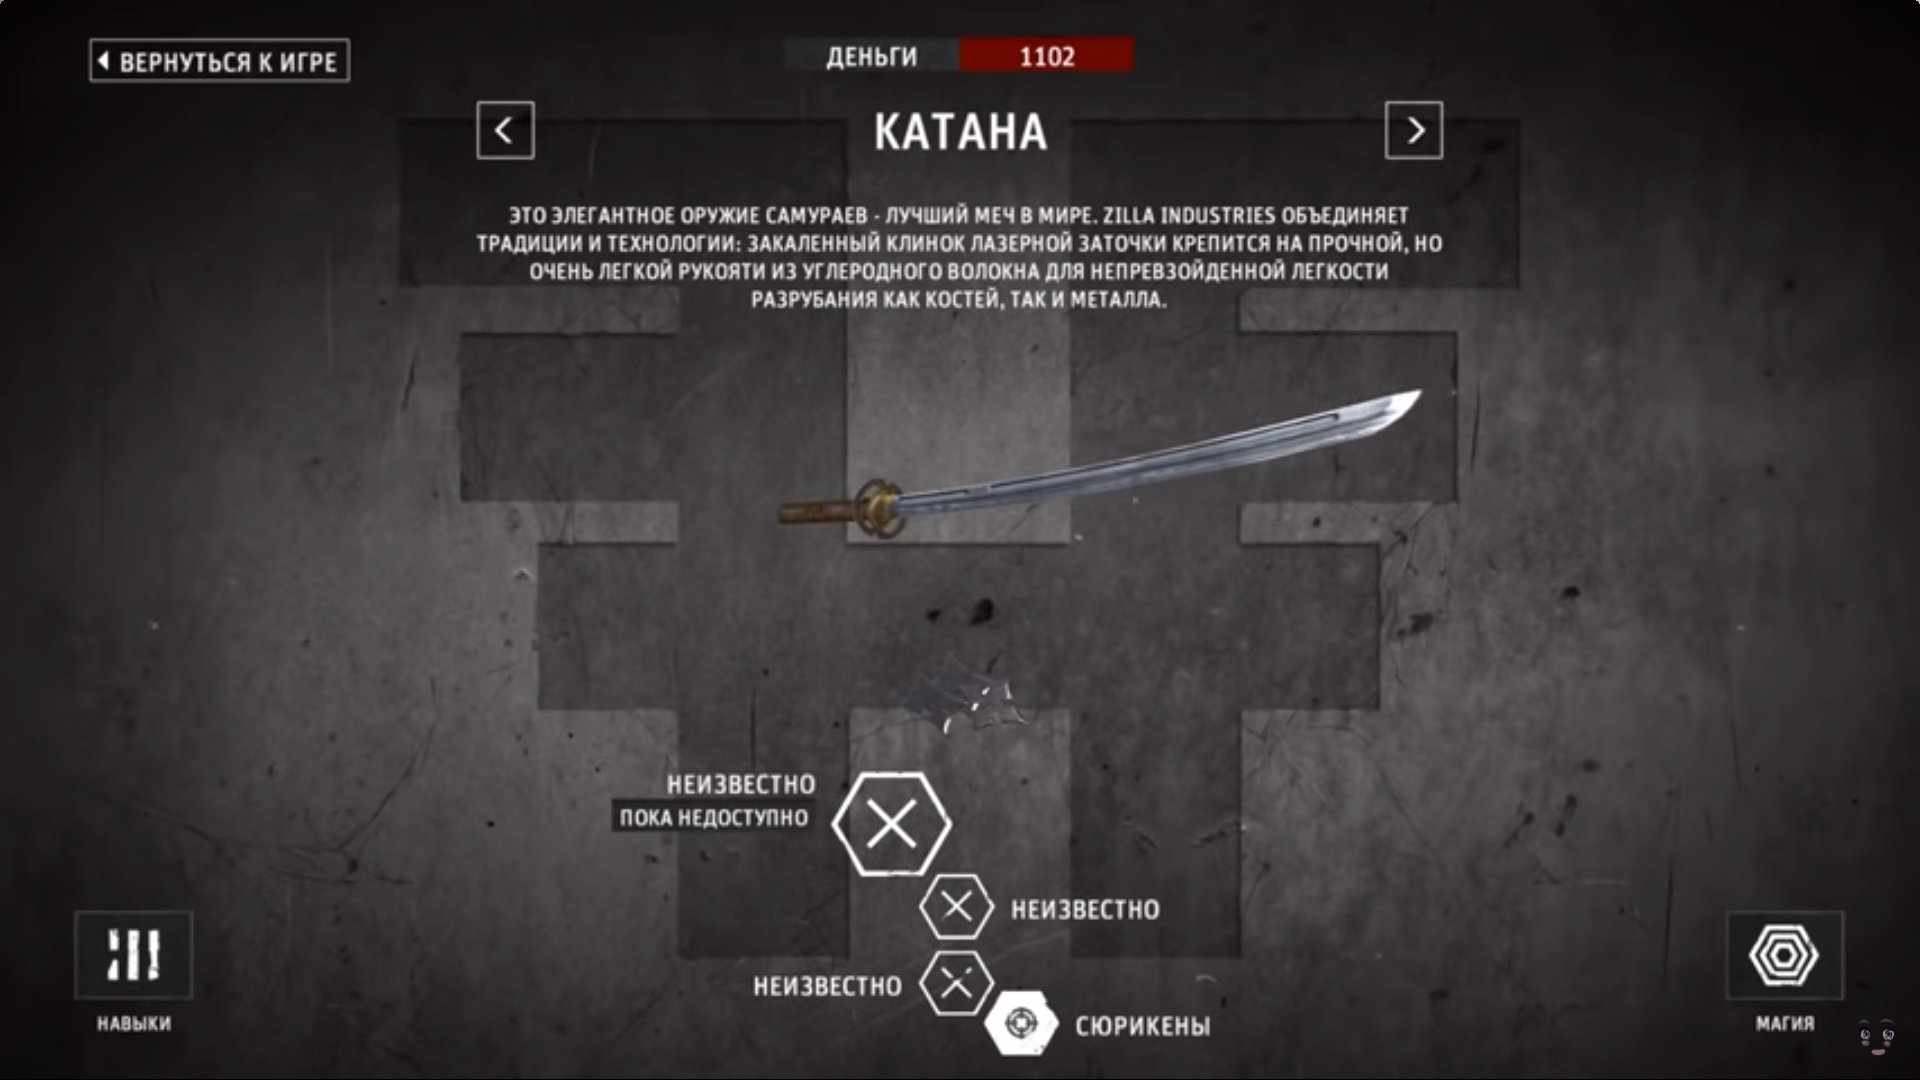 ВЕРНУТЬСЯ К ИГРЕ
ДЕНЬГИ 1102
КАТАНА
ЭТО ЭЛЕГАНТНОЕ ОРУЖИЕ САМУРАЕВ - ЛУЧШИЙ МЕЧ В МИРЕ. ZILLA INDUSTRIES ОБЪЕДИНЯЕТ
ТРАДИЦИИ И ТЕХНОЛОГИИ: ЗАКАЛЕННЫЙ КЛИНОК ЛАЗЕРНОЙ ЗАТОЧКИ КРЕПИТСЯ НА ПРОЧНОЙ, НО
ОЧЕНЬ ЛЕГКОЙ РУКОЯТИ ИЗ УГЛЕРОДНОГО ВОЛОКНА ДЛЯ НЕПРЕВЗОЙДЕННОЙ ЛЕГКОСТИ
РАЗРУБАНИЯ КАК КОСТЕЙ, ТАК И МЕТАЛЛА.
НЕИЗВЕСТНО
ПОКА НЕДОСТУПНО
НЕИЗВЕСТНО
НЕИЗВЕСТНО
СЮРИКЕНЫ
НАВЫКИ
МАГИЯ